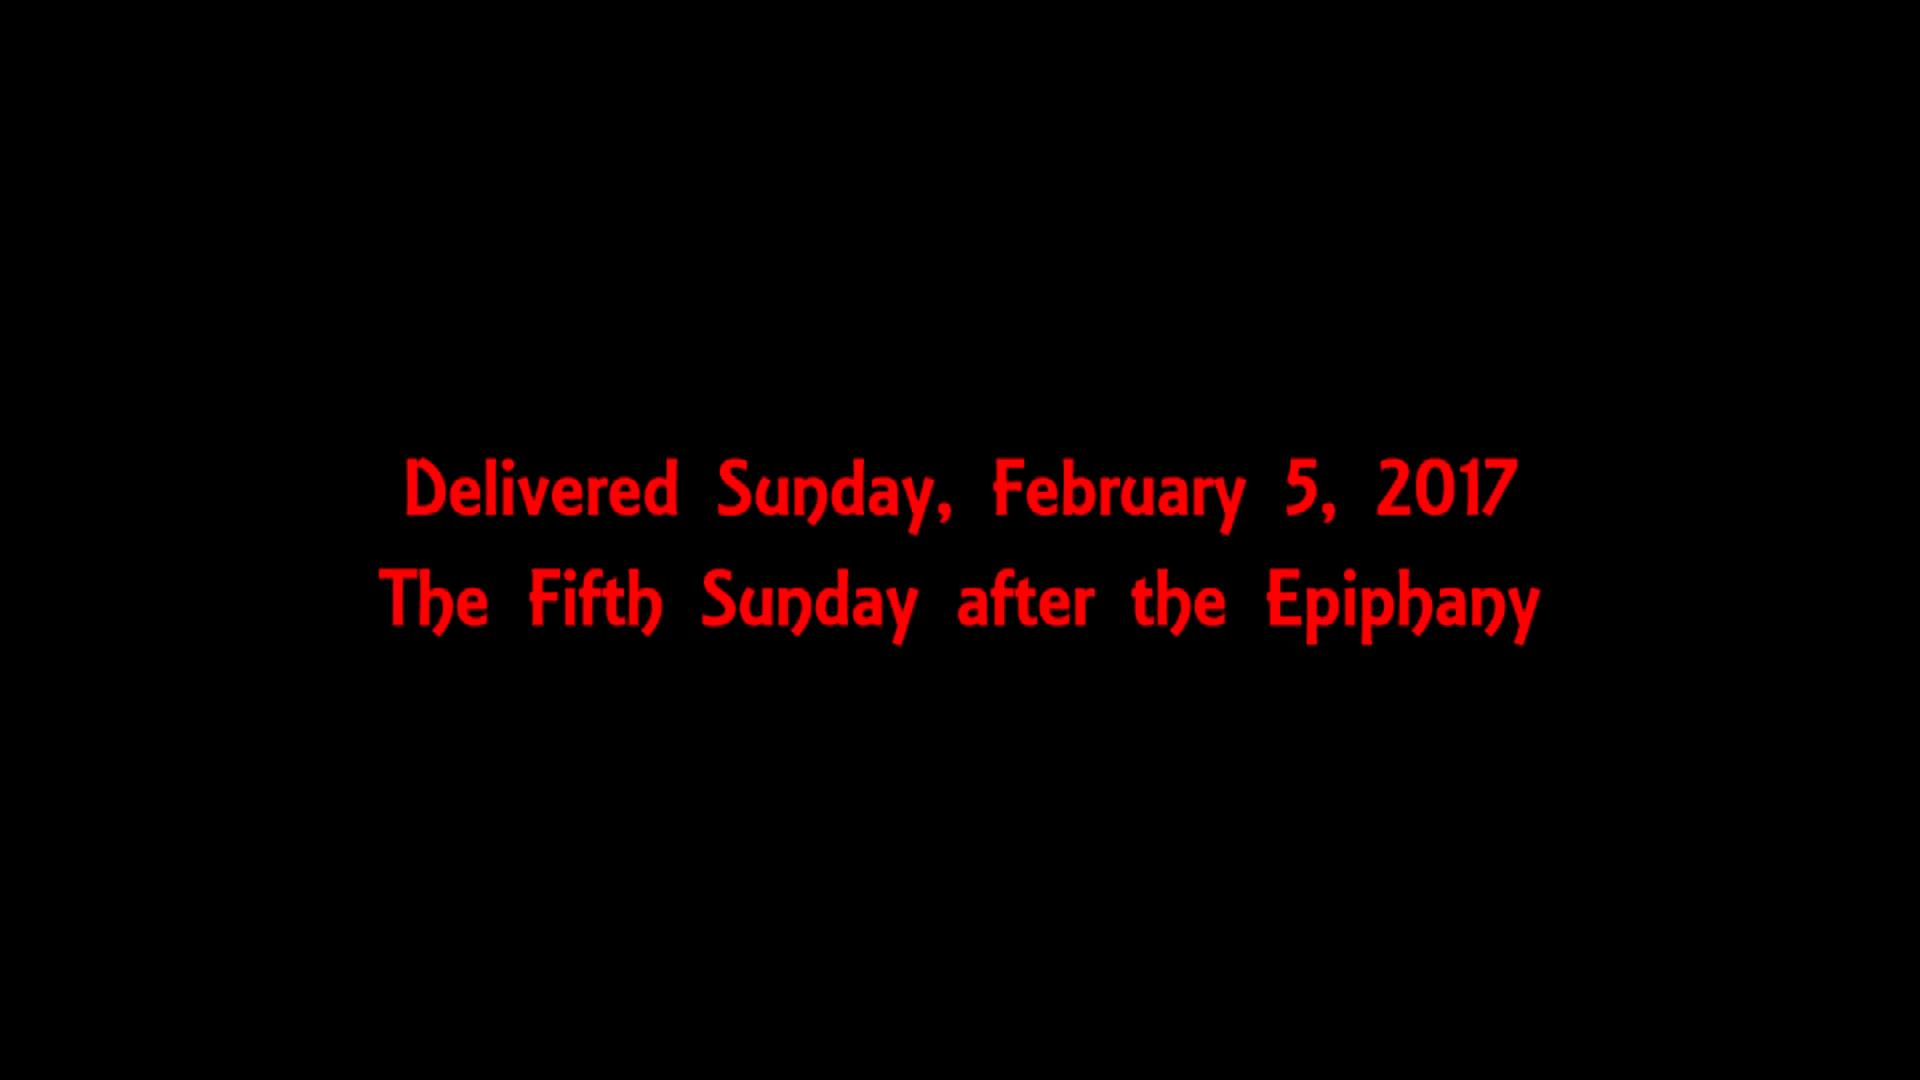 Delivered Sunday, February 5, 2017
The Fifth Sunday after the Epiphany